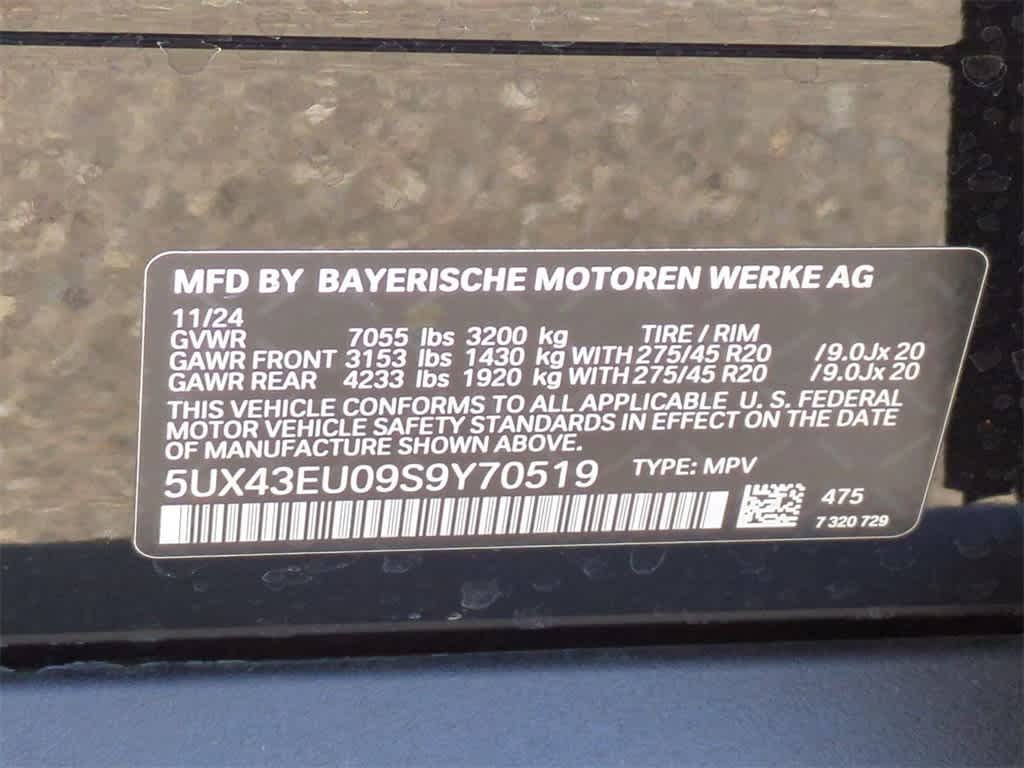 MFD BY BAYERISCHE MOTOREN WERKE AG
11/24
GVWR 7055 lbs 3200 kg TIRE / RIM
GAWR FRONT 3153 lbs 1430 kg WITH 275/45 R20 /9.0Jx 20
GAWR REAR 4233 lbs 1920 kg WITH 275/45 R20 /9.0Jx 20
THIS VEHICLE CONFORMS TO ALL APPLICABLE U. S. FEDERAL
MOTOR VEHICLE SAFETY STANDARDS IN EFFECT ON THE DATE
OF MANUFACTURE SHOWN ABOVE.
5UX43EU09S9Y70519 TYPE: MPV
475
7 320 729